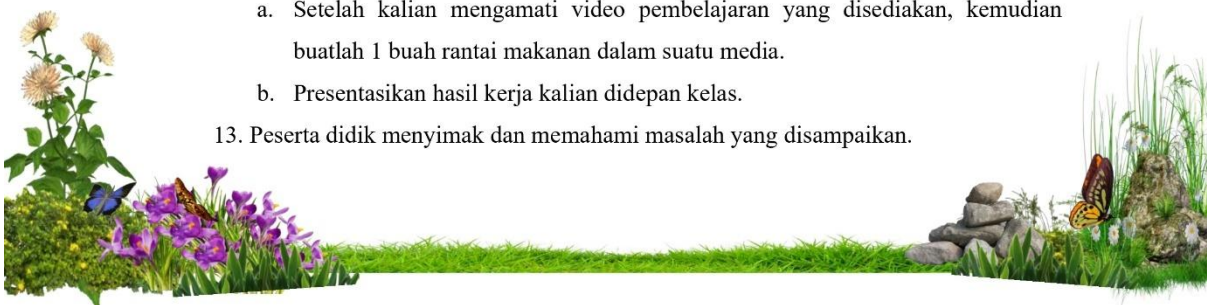 a. Setelah kalian mengamati video pembelajaran yang disediakan, kemudian
buatlah 1 buah rantai makanan dalam suatu media.
b. Presentasikan hasil kerja kalian didepan kelas.
13. Peserta didik menyimak dan memahami masalah yang disampaikan.